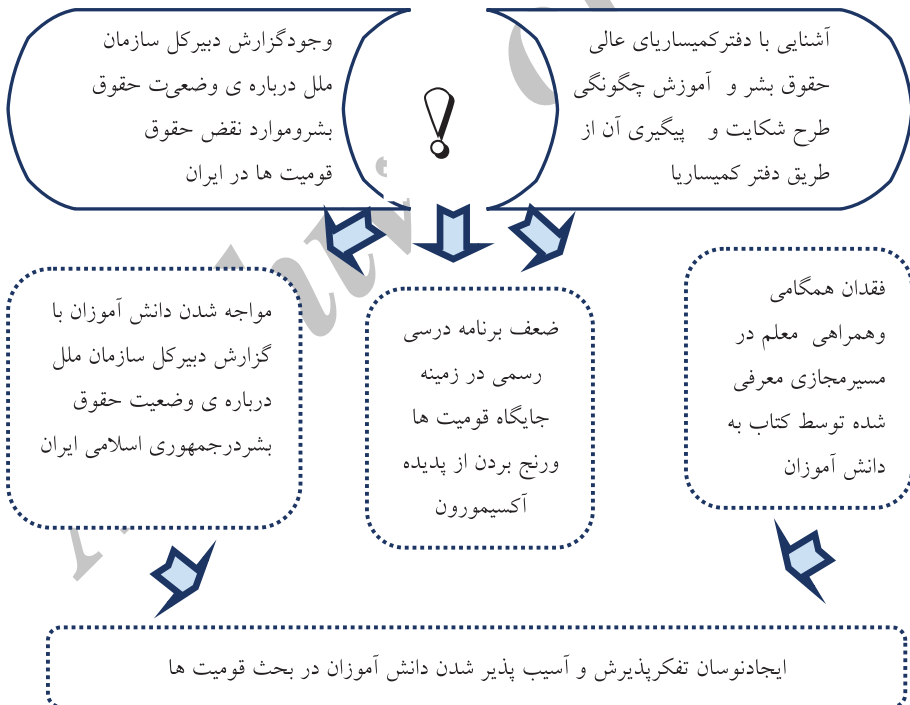 آشنایی با دفترکمیساریای عالی
حقوق بشر و آموزش چگونگی
طرح شکایت و پیگیری آن از
طریق دفتر کمیساریا
وجودگزارش دبیرکل سازمان
ملل درباره ی وضعیت حقوق
بشروموارد نقض حقوق
قومیت ها در ایران
!
فقدان همگامی
وهمراهی معلم در
مسیرمجازی معرفی
شده توسط کتاب به
دانش آموزان
ضعف برنامه درسی
رسمی در زمینه
جایگاه قومیت ها
ورنج بردن از پدیده
آکسیمورون
مواجه شدن دانش آموزان با
گزارش دبیرکل سازمان ملل
درباره ی وضعیت حقوق
بشردرجمهوری اسلامی ایران
ایجادنوسان تفکرپذیرش و آسیب پذیر شدن دانش آموزان در بحث قومیت ها